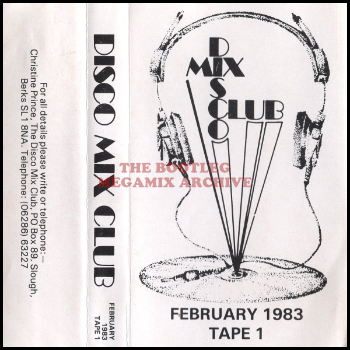 For all details please write or telephone:—
Christine Prince, The Disco Mix Club, PO Box 89, Slough,
Berks SL1 8NA. Telephone: (06286) 63227
DISCO MIX CLUB
FEBRUARY
1983
TAPE 1
DISCO
MIX
CLUB
THE BOOTLEG
MEGAMIX ARCHIVE
FEBRUARY 1983
TAPE 1